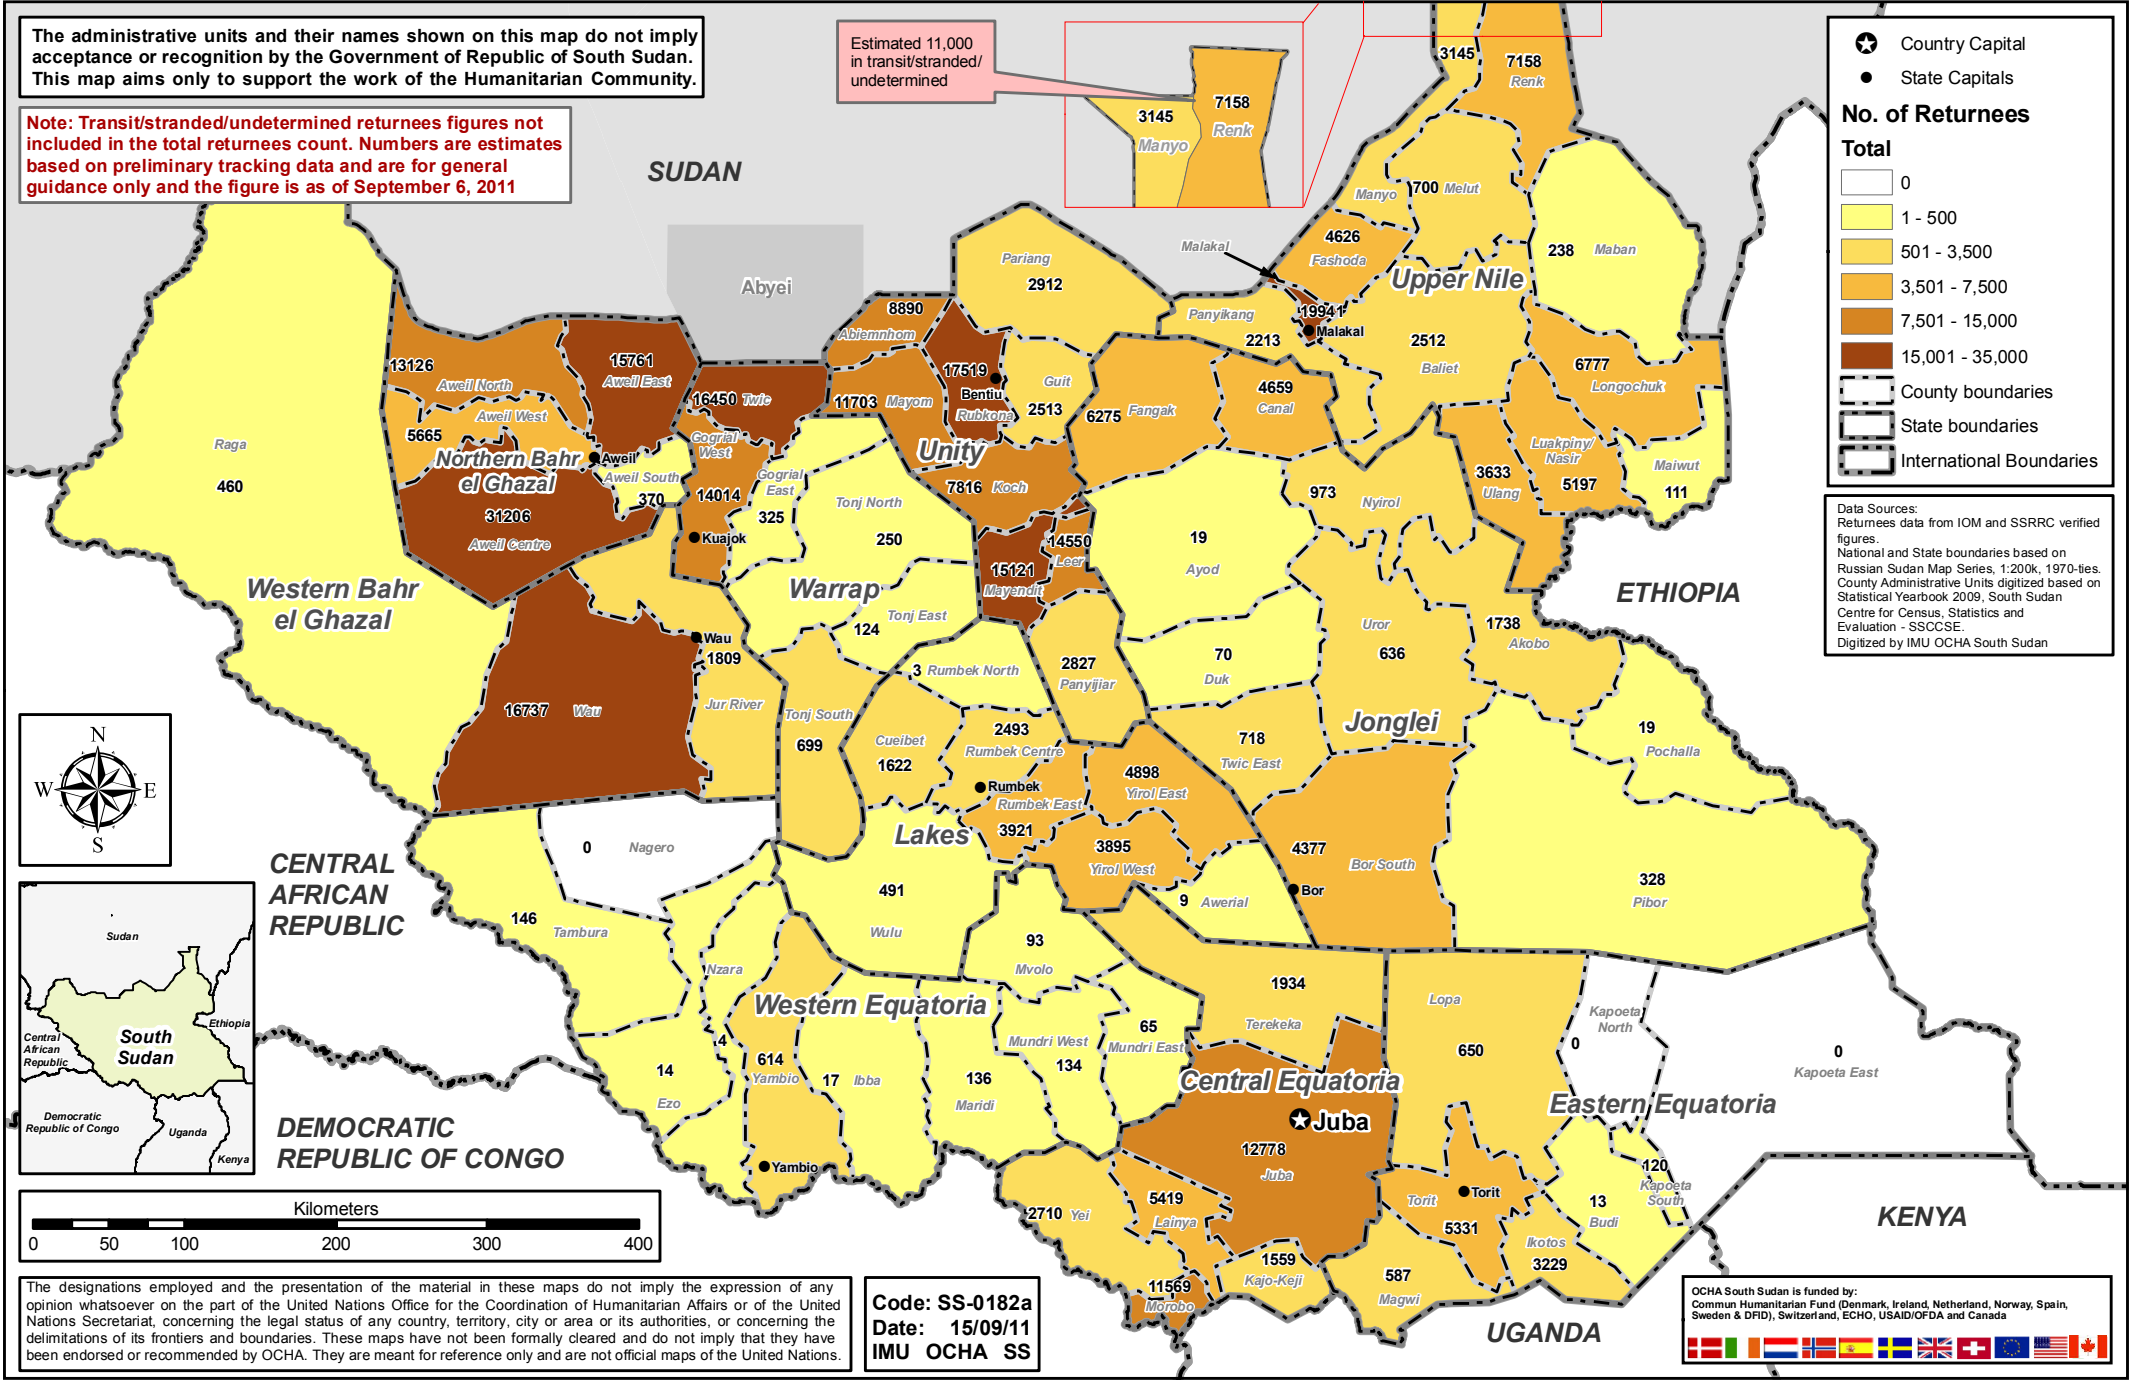 The administrative units and their names shown on this map do not imply
acceptance or recognition by the Government of Republic of South Sudan.
This map aims only to support the work of the Humanitarian Community.
Note: Transit/stranded/undetermined returnees figures not
included in the total returnees count. Numbers are estimates
based on preliminary tracking data and are for general
guidance only and the figure is as of September 6, 2011
Estimated 11,000
in transit/stranded/
undetermined
3145
Manyo
7158
Renk
3145
7158
Renk
Country Capital
State Capitals
No. of Returnees
Total
0
1 - 500
501 - 3,500
3,501 - 7,500
7,501 - 15,000
15,001 - 35,000
County boundaries
State boundaries
International Boundaries
Data Sources:
Returnees data from IOM and SSRRC verified
figures.
National and State boundaries based on
Russian Sudan Map Series, 1:200k, 1970-ties.
County Administrative Units digitized based on
Statistical Yearbook 2009, South Sudan
Centre for Census, Statistics and
Evaluation - SSCCSE.
Digitized by IMU OCHA South Sudan
SUDAN
Abyei
Manyo
700 Melut
238 Maban
4626
Fashoda
Malakal
Upper Nile
Panyikang
2213
19941
Malakal
2512
Baliet
6777
Longochuk
Luakpiny/
Nasir
5197
Maiwut
111
3633
Ulang
Pariang
2912
8890
Abiemnhom
17519
Bentiu
Rubkona
Guit
2513
11703 Mayom
Unity
7816 Koch
15121
Mayendit
14550
Leer
2827
Panyijiar
13126
Aweil North
15761
Aweil East
Aweil West
5665
Northern Bahr
el Ghazal
Aweil
Aweil South
370
31206
Aweil Centre
16450 Twic
Gogrial
West
14014
Kuajok
Gogrial
East
325
Tonj North
250
Warrap
Tonj East
124
Tonj South
699
Raga
460
Western Bahr
el Ghazal
Wau
1809
Jur River
16737 Wau
6275 Fangak
4659
Canal
973
Nyirol
19
Ayod
70
Duk
Uror
636
1738
Akobo
Jonglei
718
Twic East
19
Pochalla
4377
Bor South
Bor
328
Pibor
3 Rumbek North
Cueibet
1622
2493
Rumbek Centre
Rumbek
Rumbek East
3921
4898
Yirol East
3895
Yirol West
Lakes
491
Wulu
9 Awerial
ETHIOPIA
CENTRAL
AFRICAN
REPUBLIC
0 Nagero
146
Tambura
Nzara
4
14
Ezo
Western Equatoria
614
Yambio
Yambio
17 Ibba
136
Maridi
93
Mvolo
Mundri West
134
65
Mundri East
1934
Terekeka
Central Equatoria
Juba
12778
Juba
2710 Yei
5419
Lainya
11569
Morobo
1559
Kajo-Keji
Lopa
650
Kapoeta
North
0
0
Kapoeta East
Eastern Equatoria
120
Kapoeta
South
13
Budi
Torit
Torit
5331
Ikotos
3229
587
Magwi
KENYA
UGANDA
DEMOCRATIC
REPUBLIC OF CONGO
N
W E
S
Sudan
Ethiopia
South
Sudan
Central
African
Republic
Democratic
Republic of Congo
Uganda
Kenya
Kilometers
0 50 100 200 300 400
The designations employed and the presentation of the material in these maps do not imply the expression of any
opinion whatsoever on the part of the United Nations Office for the Coordination of Humanitarian Affairs or of the United
Nations Secretariat, concerning the legal status of any country, territory, city or area or its authorities, or concerning the
delimitations of its frontiers and boundaries. These maps have not been formally cleared and do not imply that they have
been endorsed or recommended by OCHA. They are meant for reference only and are not official maps of the United Nations.
Code: SS-0182a
Date: 15/09/11
IMU OCHA SS
OCHA South Sudan is funded by:
Commun Humanitarian Fund (Denmark, Ireland, Netherland, Norway, Spain,
Sweden & DFID), Switzerland, ECHO, USAID/OFDA and Canada